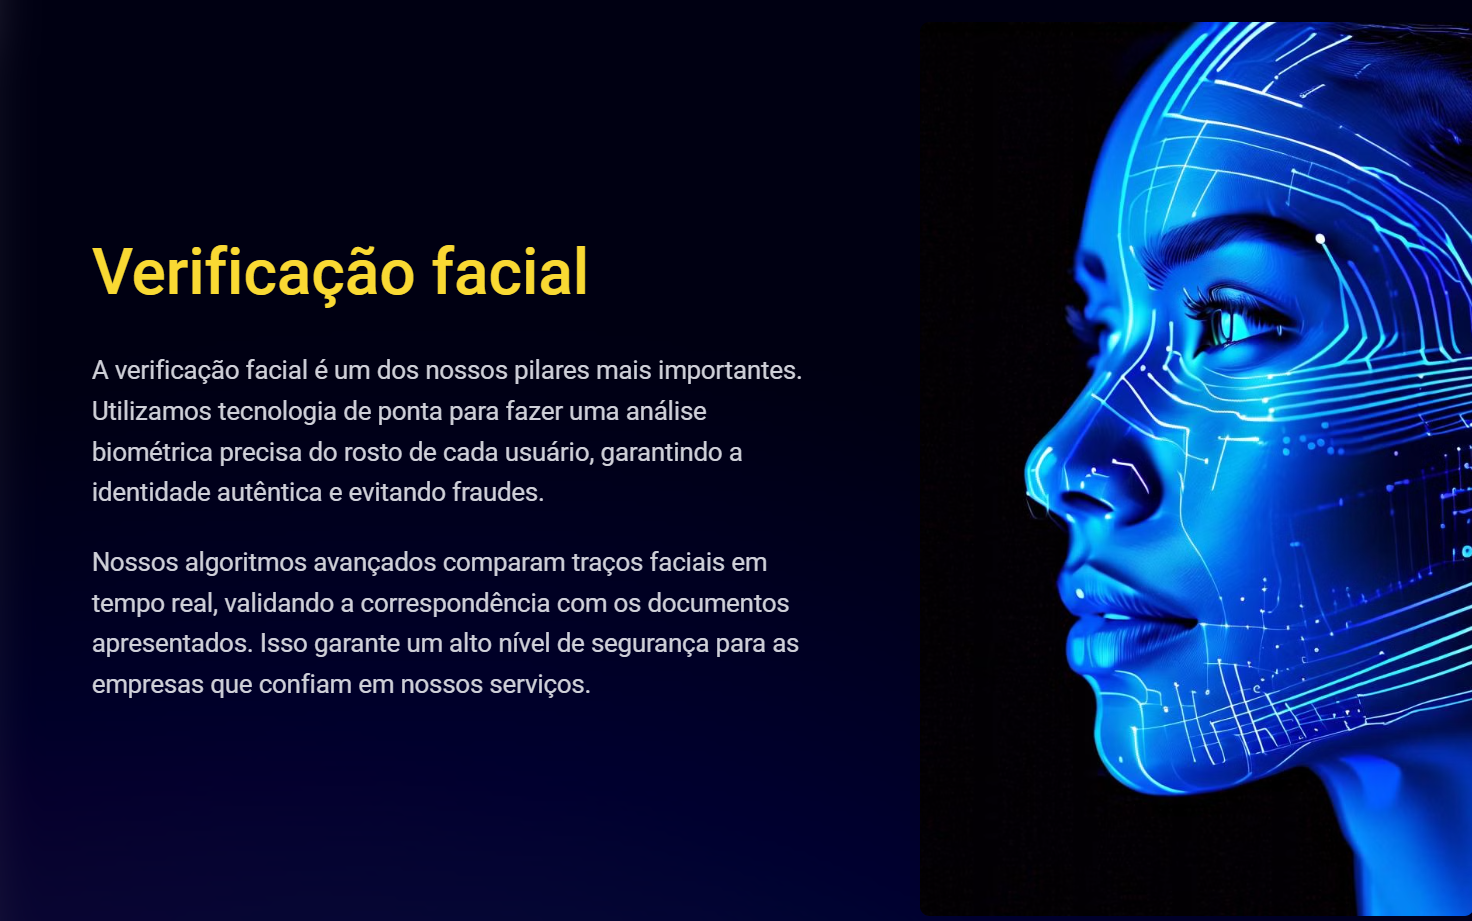 Verificação facial
A verificação facial é um dos nossos pilares mais importantes.
Utilizamos tecnologia de ponta para fazer uma análise
biométrica precisa do rosto de cada usuário, garantindo a
identidade autêntica e evitando fraudes.
Nossos algoritmos avançados comparam traços faciais em
tempo real, validando a correspondência com os documentos
apresentados. Isso garante um alto nível de segurança para as
empresas que confiam em nossos serviços.